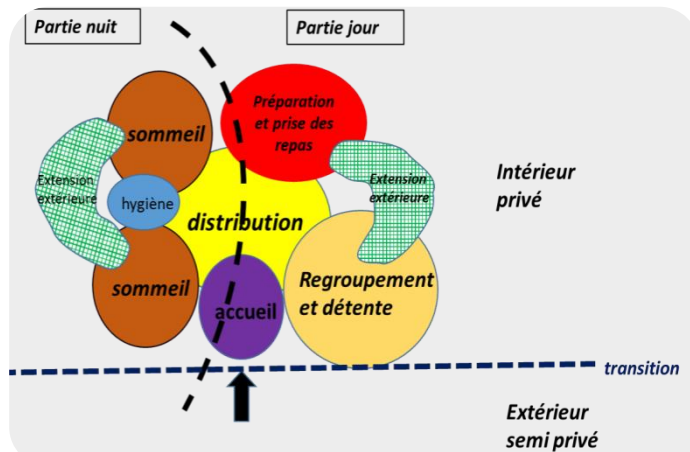 Partie nuit
Partie jour
Préparation
et prise des
repas
sommeil
Extension
extérieure
Extension
extérieure
Intérieur
privé
hygiène
distribution
sommeil
accueil
Regroupement
et détente
transition
Extérieur
semi privé